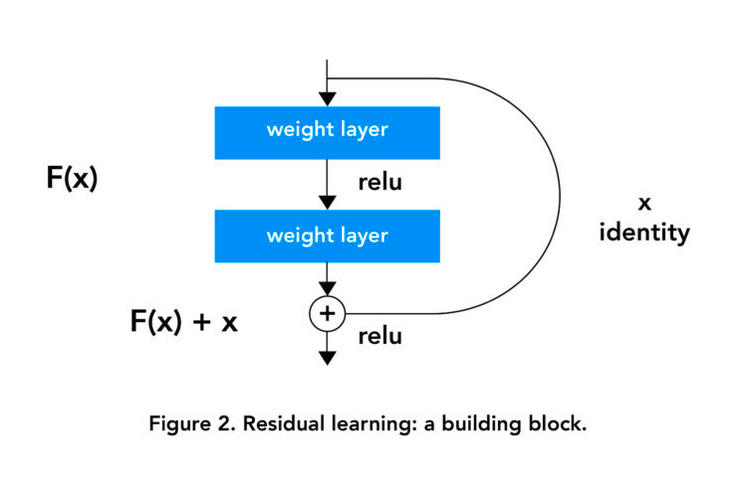 weight layer
F(x)
relu
x
identity
weight layer
+
F(x) + x
relu
Figure 2. Residual learning: a building block.